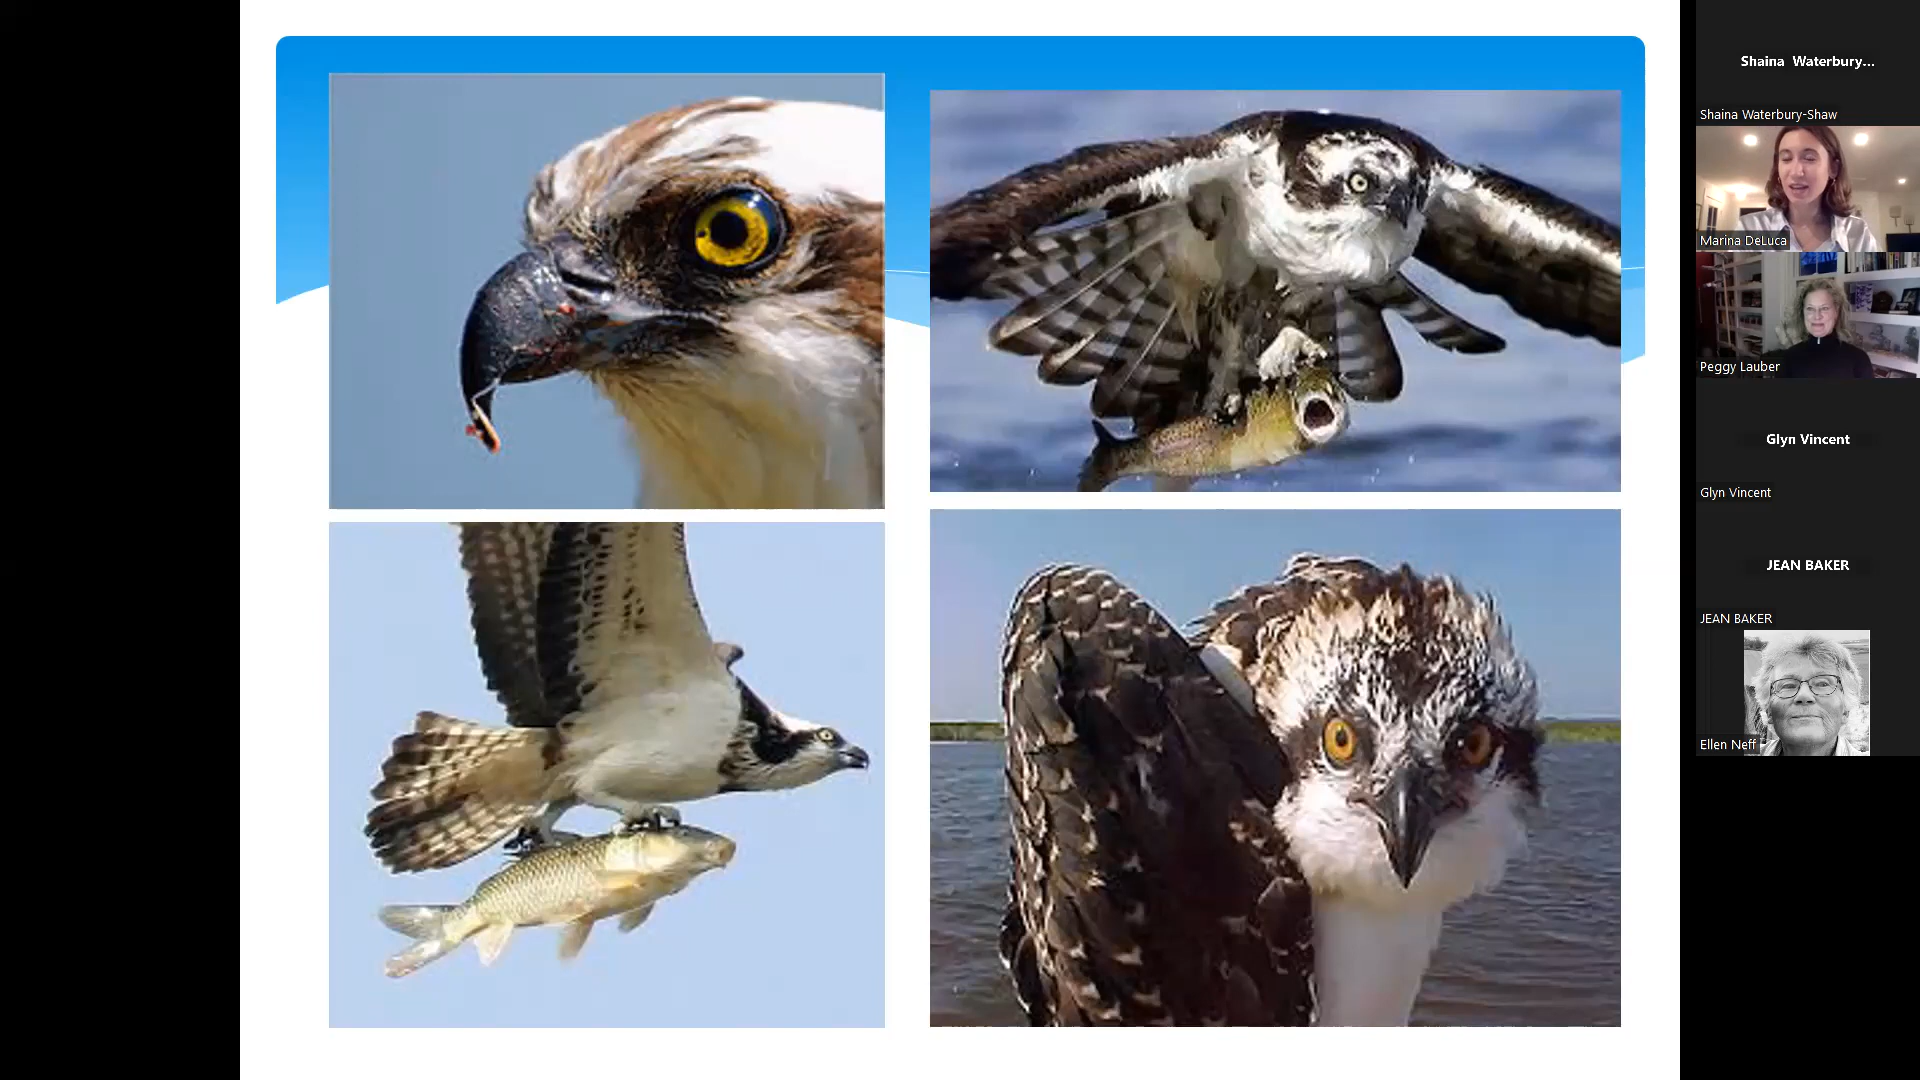 Shaina Waterbury...
Shaina Waterbury-Shaw
Marina DeLuca
Peggy Lauber
Glyn Vincent
Glyn Vincent
JEAN BAKER
JEAN BAKER
Ellen Neff